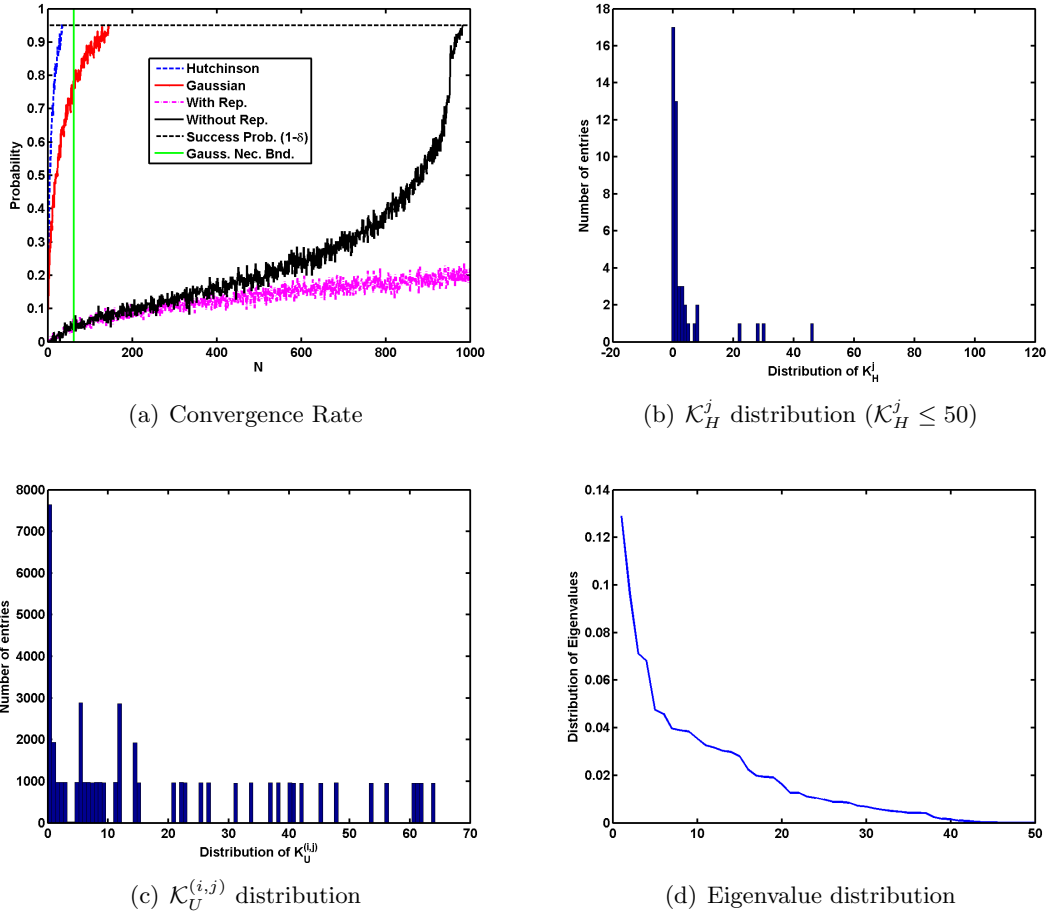 1
0.9
0.8
0.7
0.6
0.5
0.4
0.3
0.2
0.1
0
Probability
Hutchinson
Gaussian
With Rep.
Without Rep.
Success Prob. (1-δ)
Gauss. Nec. Bnd.
0 200 400 600 800 1000
N
(a) Convergence Rate
18
16
14
12
10
8
6
4
2
0
Number of entries
-20 0 20 40 60 80 100 120
Distribution of K_H^j
(b) 𝒦_H^j distribution (𝒦_H^j ≤ 50)
8000
7000
6000
5000
4000
3000
2000
1000
0
Number of entries
0 10 20 30 40 50 60 70
Distribution of K_U^(i,j)
(c) 𝒦_U^(i,j) distribution
0.14
0.12
0.1
0.08
0.06
0.04
0.02
0
Distribution of Eigenvalues
0 10 20 30 40 50
(d) Eigenvalue distribution